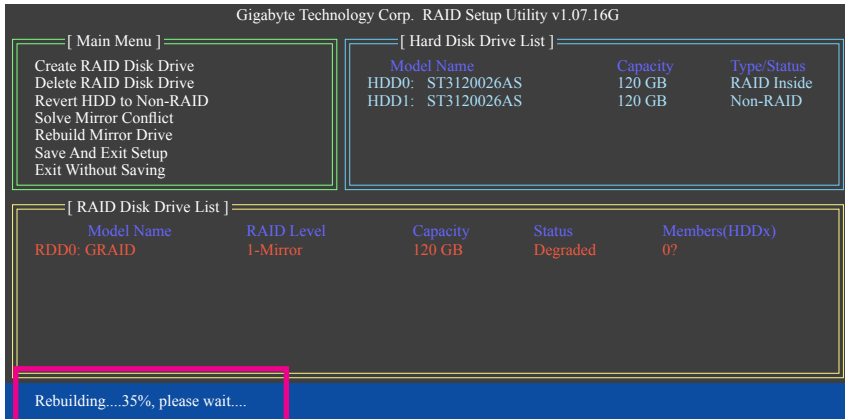 Gigabyte Technology Corp. RAID Setup Utility v1.07.16G
[ Main Menu ]
Create RAID Disk Drive
Delete RAID Disk Drive
Revert HDD to Non-RAID
Solve Mirror Conflict
Rebuild Mirror Drive
Save And Exit Setup
Exit Without Saving
[ Hard Disk Drive List ]
Model Name Capacity Type/Status
HDD0: ST3120026AS 120 GB RAID Inside
HDD1: ST3120026AS 120 GB Non-RAID
[ RAID Disk Drive List ]
Model Name RAID Level Capacity Status Members(HDDx)
RDD0: GRAID 1-Mirror 120 GB Degraded 0?
Rebuilding....35%, please wait....